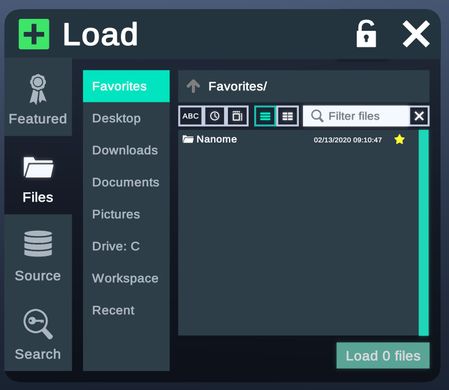 Load
Featured
Files
Source
Search
Favorites
Desktop
Downloads
Documents
Pictures
Drive: C
Workspace
Recent
Favorites/
ABC
Filter files
Nanome 02/13/2020 09:10:47
Load 0 files